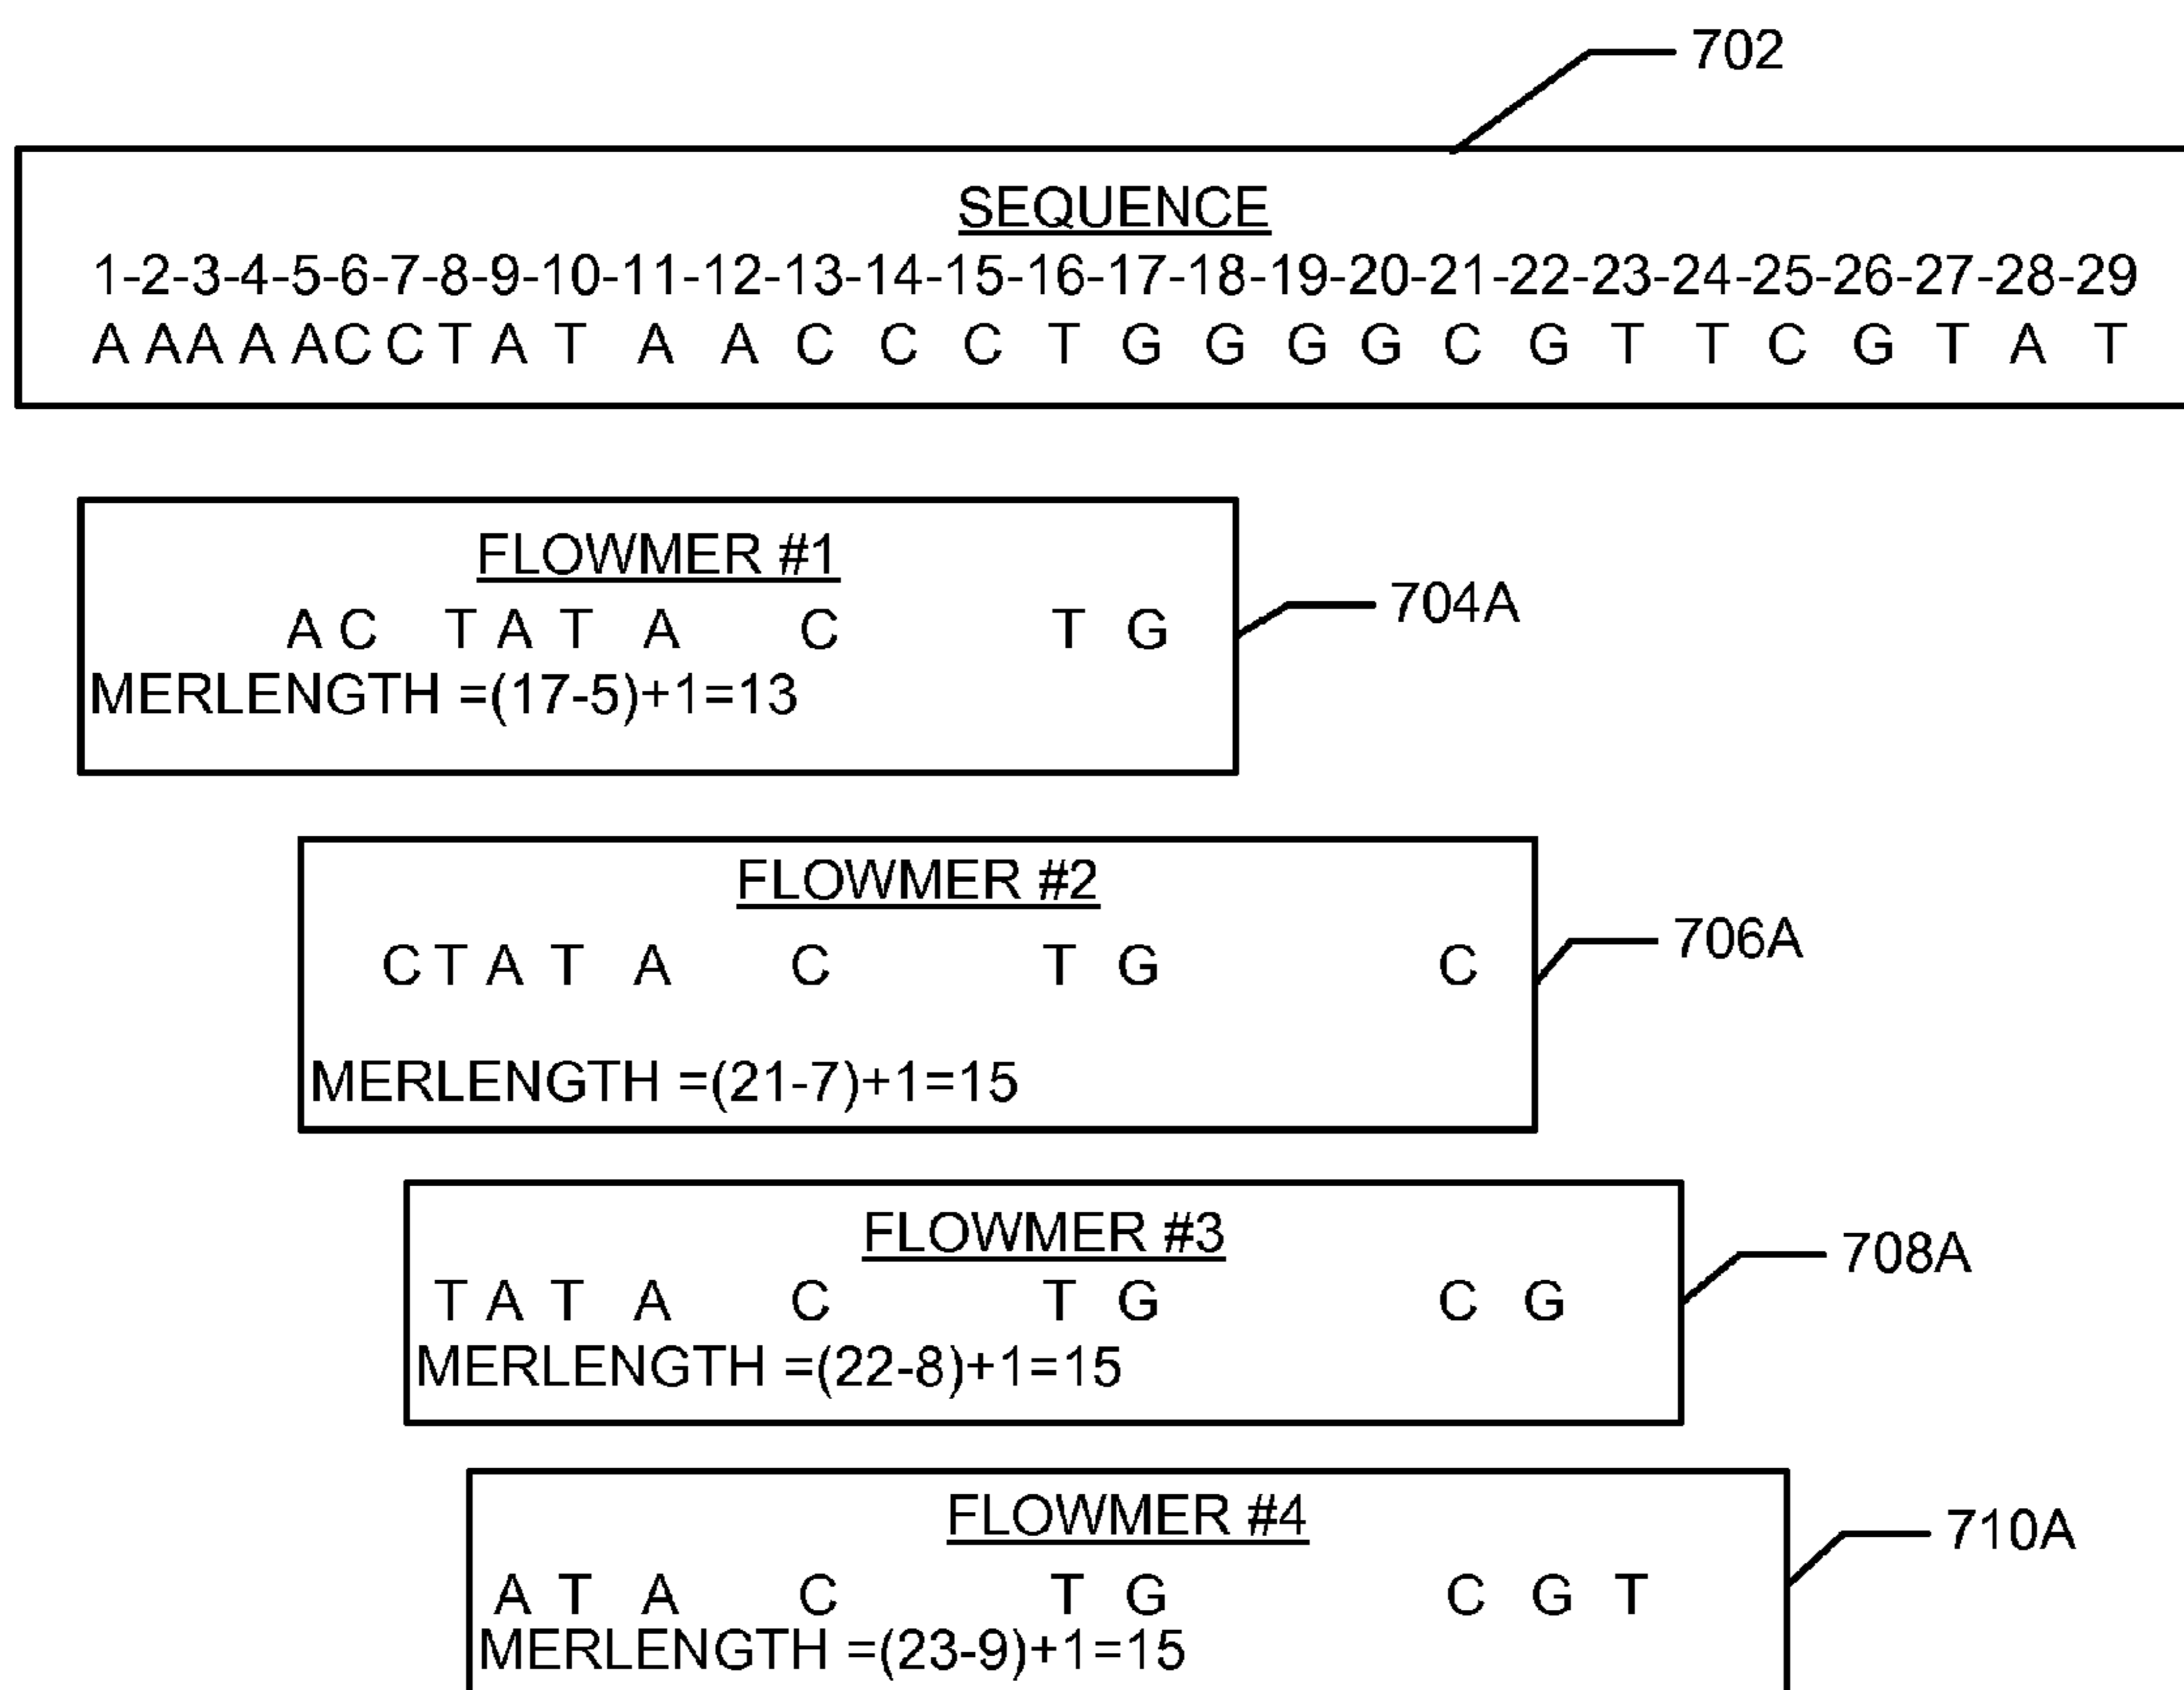 702
SEQUENCE
1-2-3-4-5-6-7-8-9-10-11-12-13-14-15-16-17-18-19-20-21-22-23-24-25-26-27-28-29
A A A A A C C T A T A A C C C T G G G G C G T T C G T A T
FLOWMER #1
A C T A T A C T G
704A
MERLENGTH =(17-5)+1=13
FLOWMER #2
C T A T A C T G C
706A
MERLENGTH =(21-7)+1=15
FLOWMER #3
708A
T A T A C T G C G
MERLENGTH =(22-8)+1=15
FLOWMER #4
710A
A T A C T G C G T
MERLENGTH =(23-9)+1=15